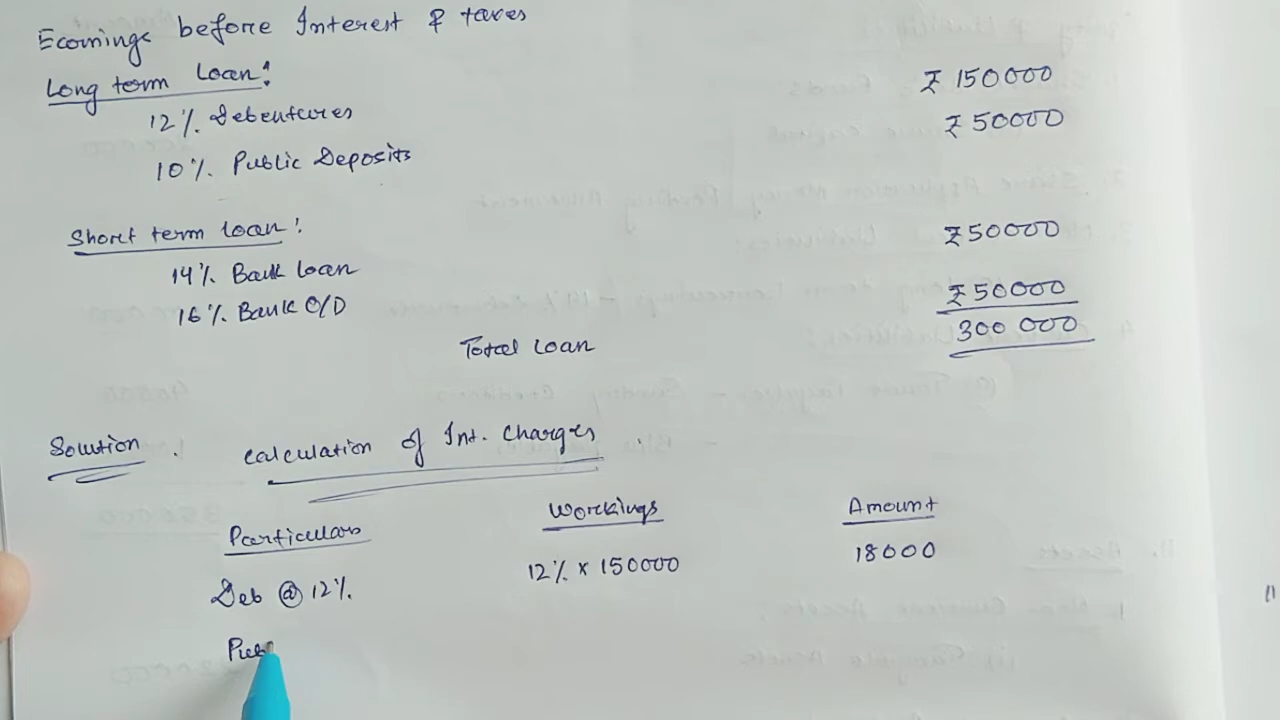 Earnings before Interest & taxes
Long term Loan:
12% Debentures ₹ 150000
10% Public Deposits ₹ 50000
Short term loan:
14% Bank loan ₹ 50000
16% Bank O/D ₹ 50000
Total Loan 300 000
Solution. Calculation of Int. Charges
Particulars Workings Amount
Deb @ 12% 12% x 150000 18000
Pub